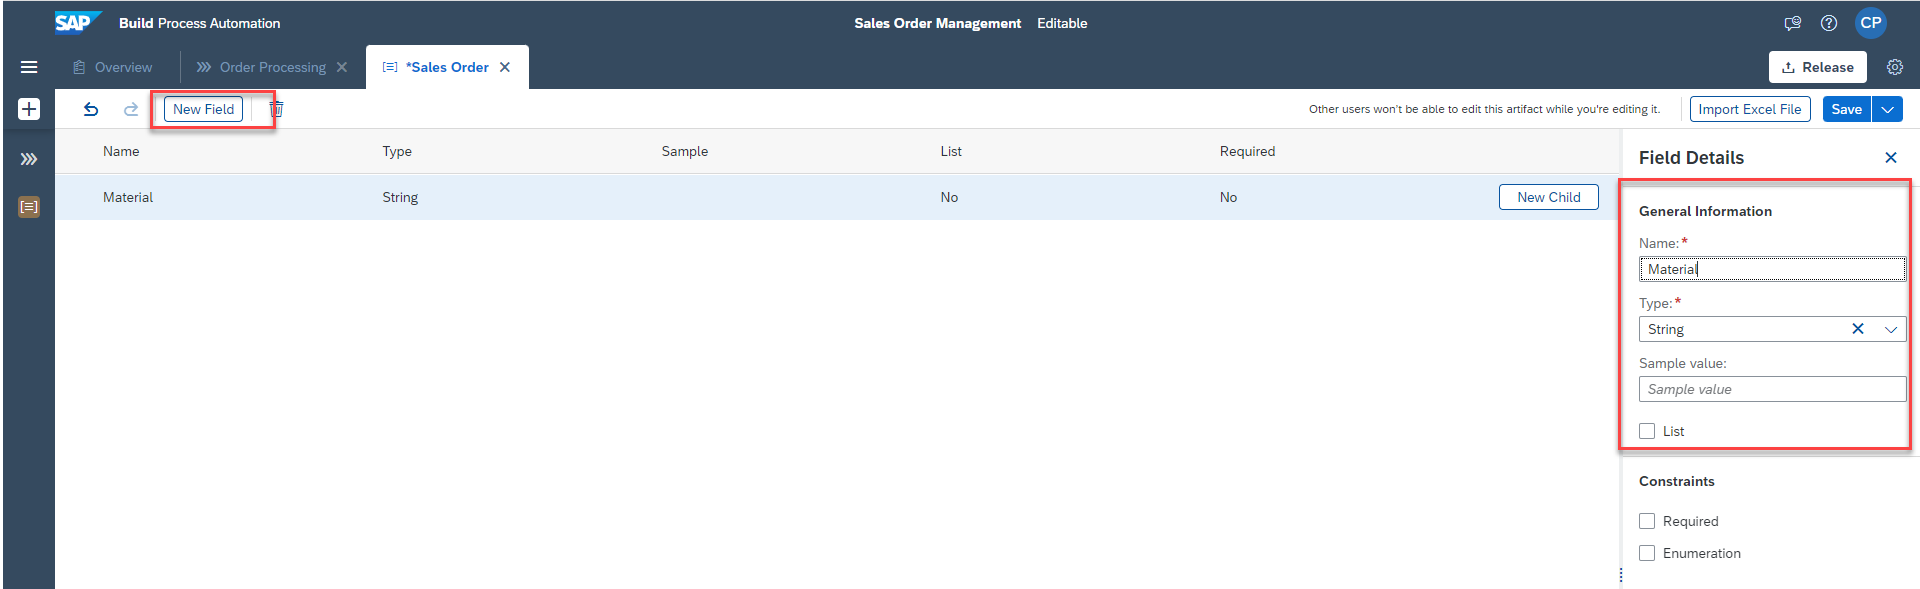 SAP Build Process Automation Sales Order Management Editable CP
Overview Order Processing *Sales Order Release
New Field Other users won't be able to edit this artifact while you're editing it. Import Excel File Save
Name Type Sample List Required
Material String No No New Child
Field Details
General Information
Name:*
Material
Type:*
String
Sample value:
Sample value
List
Constraints
Required
Enumeration